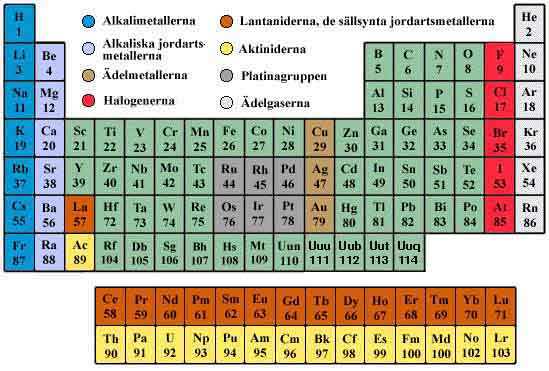 H He
1 2
Alkalimetallerna Lantaniderna, de sällsynta jordartsmetallerna
Alkaliska jordarts-
metallerna Aktiniderna
Ädelmetallerna Platinagruppen
Halogenerna Ädelgaserna
Li Be B C N O F Ne
3 4 5 6 7 8 9 10
Na Mg Al Si P S Cl Ar
11 12 13 14 15 16 17 18
K Ca Sc Ti V Cr Mn Fe Co Ni Cu Zn Ga Ge As Se Br Kr
19 20 21 22 23 24 25 26 27 28 29 30 31 32 33 34 35 36
Rb Sr Y Zr Nb Mo Tc Ru Rh Pd Ag Cd In Sn Sb Te I Xe
37 38 39 40 41 42 43 44 45 46 47 48 49 50 51 52 53 54
Cs Ba La Hf Ta W Re Os Ir Pt Au Hg Tl Pb Bi Po At Rn
55 56 57 72 73 74 75 76 77 78 79 80 81 82 83 84 85 86
Fr Ra Ac Rf Db Sg Bh Hs Mt Uun Uuu Uub Uut Uuq
87 88 89 104 105 106 107 108 109 110 111 112 113 114
Ce Pr Nd Pm Sm Eu Gd Tb Dy Ho Er Tm Yb Lu
58 59 60 61 62 63 64 65 66 67 68 69 70 71
Th Pa U Np Pu Am Cm Bk Cf Es Fm Md No Lr
90 91 92 93 94 95 96 97 98 99 100 100 102 103